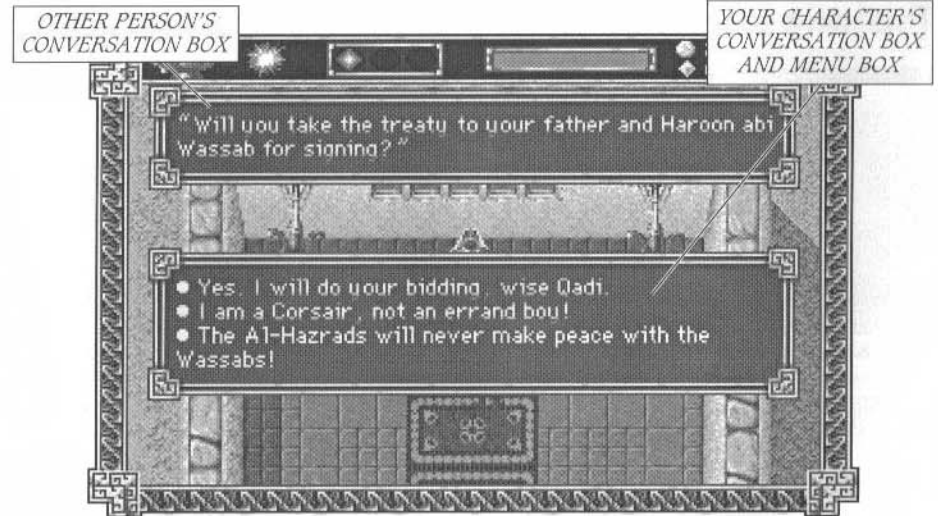 OTHER PERSON'S
CONVERSATION BOX
YOUR CHARACTER'S
CONVERSATION BOX
AND MENU BOX
"Will you take the treaty to your father and Haroon abi
Wassab for signing?"
● Yes, I will do your bidding, wise Qadi.
● I am a Corsair, not an errand boy!
● The Al-Hazrads will never make peace with the
Wassabs!